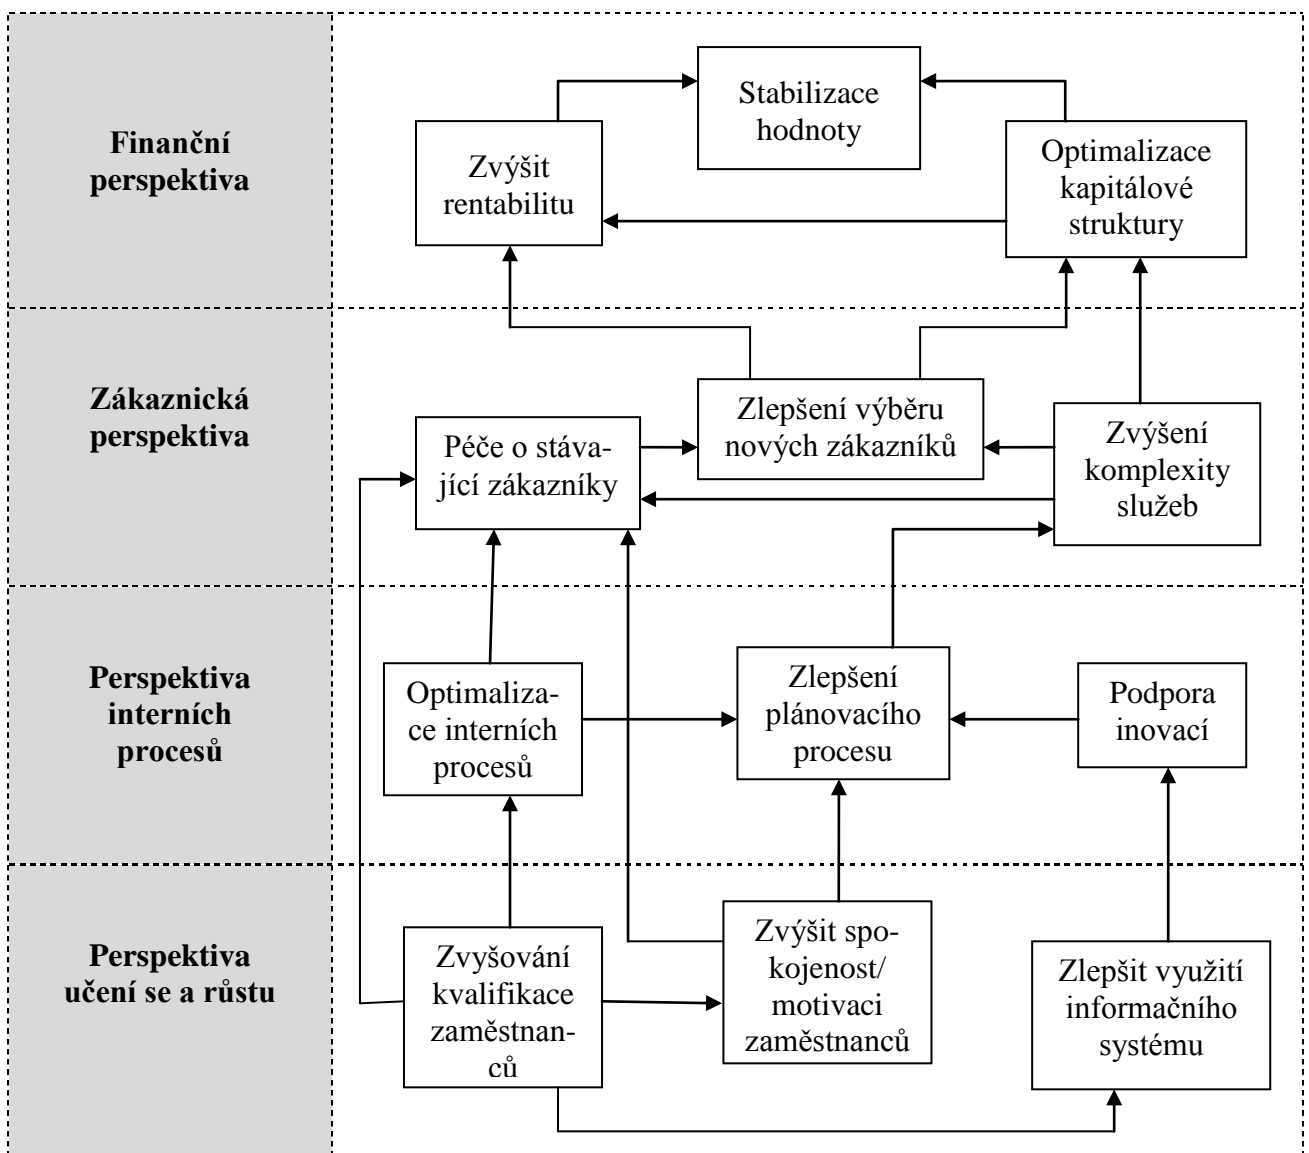 Finanční
perspektiva
Stabilizace
hodnoty
Zvýšit
rentabilitu
Optimalizace
kapitálové
struktury
Zákaznická
perspektiva
Péče o stáva-
jící zákazníky
Zlepšení výběru
nových zákazníků
Zvýšení
komplexity
služeb
Perspektiva
interních
procesů
Optimaliza-
ce interních
procesů
Zlepšení
plánovacího
procesu
Podpora
inovací
Perspektiva
učení se a růstu
Zvyšování
kvalifikace
zaměstnan-
ců
Zvýšit spo-
kojenost/
motivaci
zaměstnanců
Zlepšit využití
informačního
systému